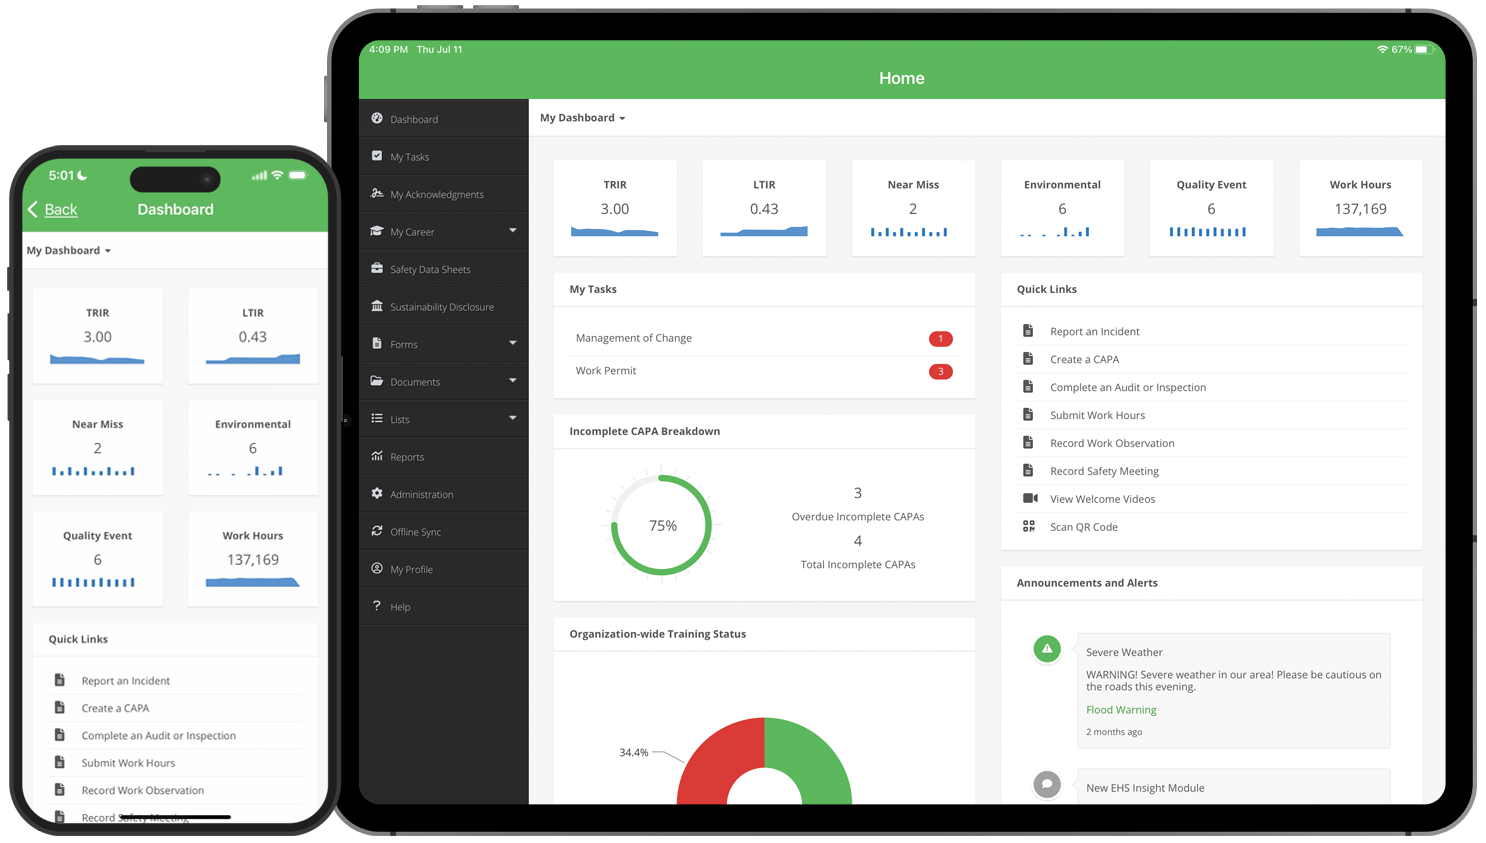 5:01
Back
Dashboard
My Dashboard
TRIR
3.00
LTIR
0.43
Near Miss
2
Environmental
6
Quality Event
6
Work Hours
137,169
Quick Links
Report an Incident
Create a CAPA
Complete an Audit or Inspection
Submit Work Hours
Record Work Observation
Record Safety Meeting
4:09 PM Thu Jul 11
67%
Home
Dashboard
My Tasks
My Acknowledgments
My Career
Safety Data Sheets
Sustainability Disclosure
Forms
Documents
Lists
Reports
Administration
Offline Sync
My Profile
Help
My Dashboard
TRIR
3.00
LTIR
0.43
Near Miss
2
Environmental
6
Quality Event
6
Work Hours
137,169
My Tasks
Management of Change 1
Work Permit 3
Incomplete CAPA Breakdown
75%
3
Overdue Incomplete CAPAs
4
Total Incomplete CAPAs
Organization-wide Training Status
34.4%
Quick Links
Report an Incident
Create a CAPA
Complete an Audit or Inspection
Submit Work Hours
Record Work Observation
Record Safety Meeting
View Welcome Videos
Scan QR Code
Announcements and Alerts
Severe Weather
WARNING! Severe weather in our area! Please be cautious on
the roads this evening.
Flood Warning
2 months ago
New EHS Insight Module